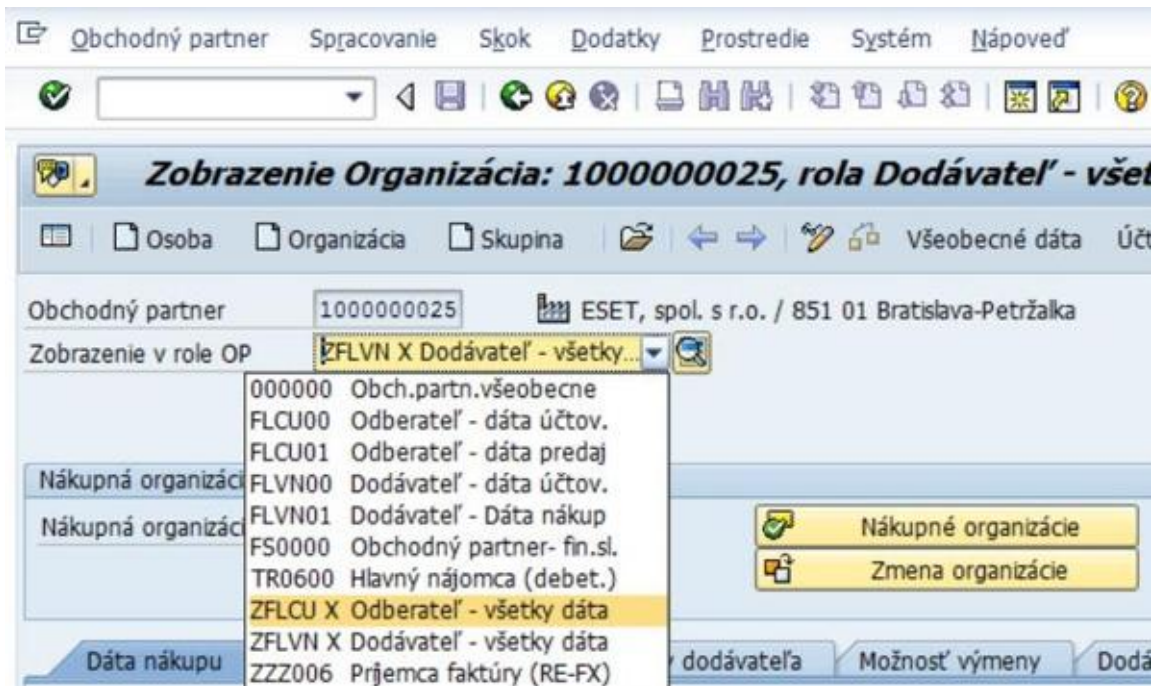 Obchodný partner Spracovanie Skok Dodatky Prostredie Systém Nápoveď
Zobrazenie Organizácia: 1000000025, rola Dodávateľ - všet
Osoba Organizácia Skupina Všeobecné dáta Účt
Obchodný partner 1000000025 ESET, spol. s r.o. / 851 01 Bratislava-Petržalka
Zobrazenie v role OP ZFLVN X Dodávateľ - všetky...
000000 Obch.partn.všeobecne
FLCU00 Odberateľ - dáta účtov.
FLCU01 Odberateľ - dáta predaj
FLVN00 Dodávateľ - dáta účtov.
FLVN01 Dodávateľ - Dáta nákup
FS0000 Obchodný partner- fin.sl.
TR0600 Hlavný nájomca (debet.)
ZFLCU X Odberateľ - všetky dáta
ZFLVN X Dodávateľ - všetky dáta
ZZZ006 Príjemca faktúry (RE-FX)
Nákupná organizáci
Nákupná organizáci Nákupné organizácie
Zmena organizácie
Dáta nákupu dodávateľa Možnosť výmeny Dodá